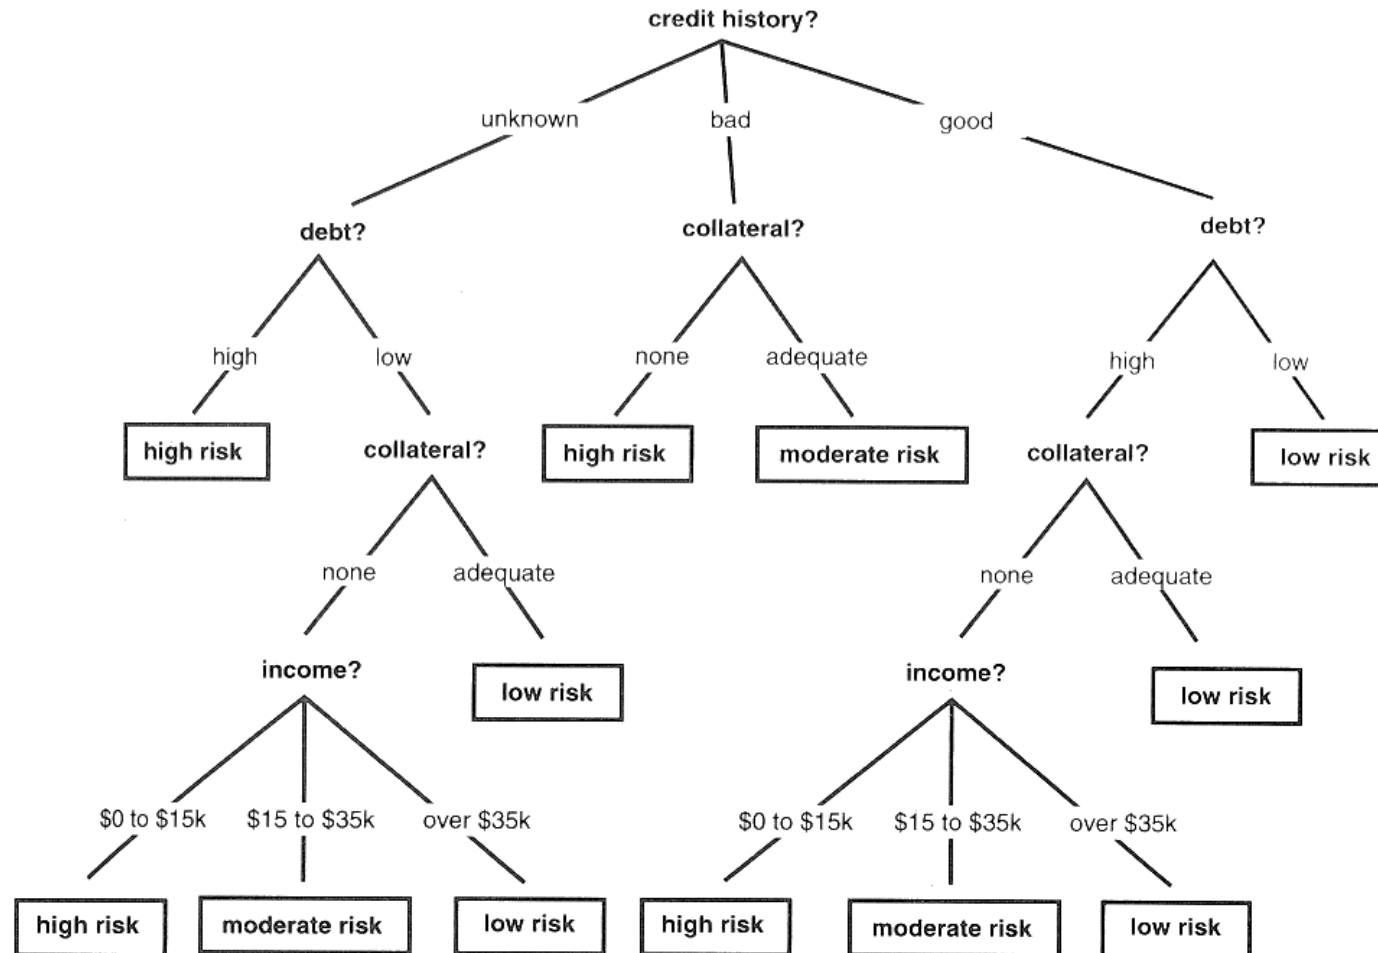 credit history?
unknown
bad
good
debt?
collateral?
debt?
high
low
none
adequate
high
low
high risk
collateral?
high risk
moderate risk
collateral?
low risk
none
adequate
none
adequate
income?
low risk
income?
low risk
$0 to $15k
$15 to $35k
over $35k
$0 to $15k
$15 to $35k
over $35k
high risk
moderate risk
low risk
high risk
moderate risk
low risk